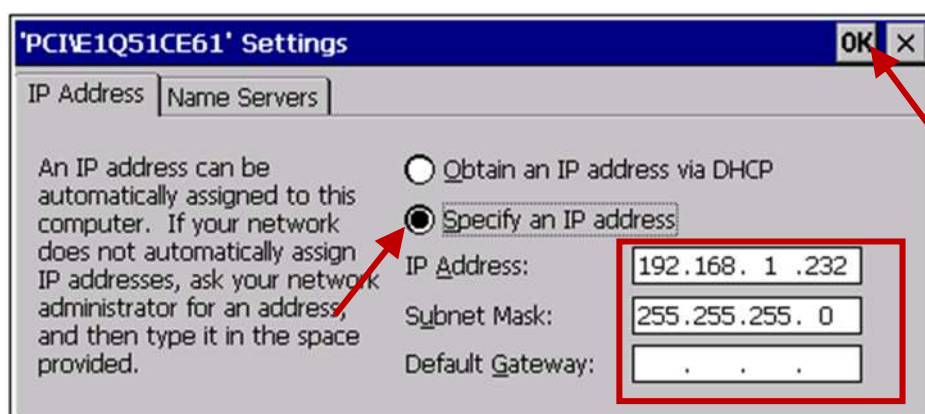 'PCI\E1Q51CE61' Settings
OK ×
IP Address Name Servers
An IP address can be
automatically assigned to this
computer. If your network
does not automatically assign
IP addresses, ask your network
administrator for an address,
and then type it in the space
provided.
Obtain an IP address via DHCP
Specify an IP address
IP Address: 192.168. 1 .232
Subnet Mask: 255.255.255. 0
Default Gateway: . . .